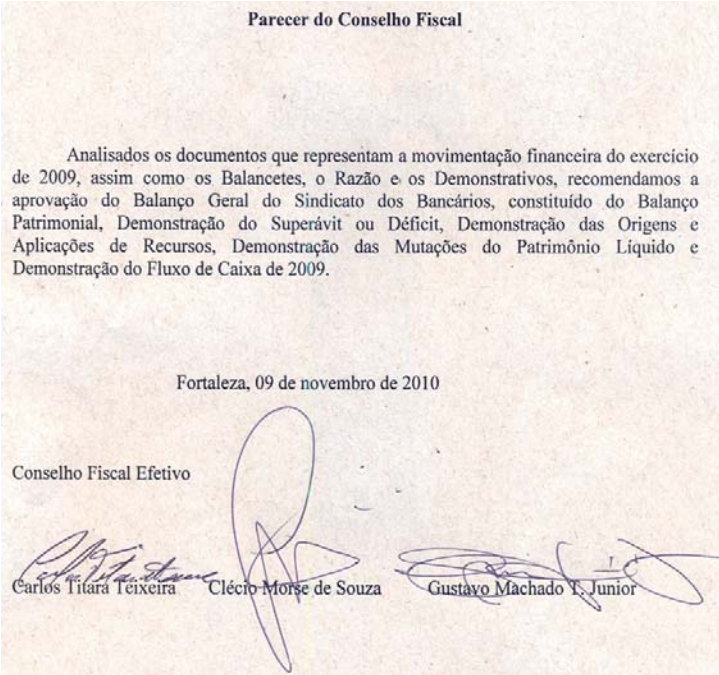 Parecer do Conselho Fiscal
Analisados os documentos que representam a movimentação financeira do exercício
de 2009, assim como os Balancetes, o Razão e os Demonstrativos, recomendamos a
aprovação do Balanço Geral do Sindicato dos Bancários, constituído do Balanço
Patrimonial, Demonstração do Superávit ou Déficit, Demonstração das Origens e
Aplicações de Recursos, Demonstração das Mutações do Patrimônio Líquido e
Demonstração do Fluxo de Caixa de 2009.
Fortaleza, 09 de novembro de 2010
Conselho Fiscal Efetivo
Carlos Titara Teixeira Clécio Morse de Souza Gustavo Machado T. Junior